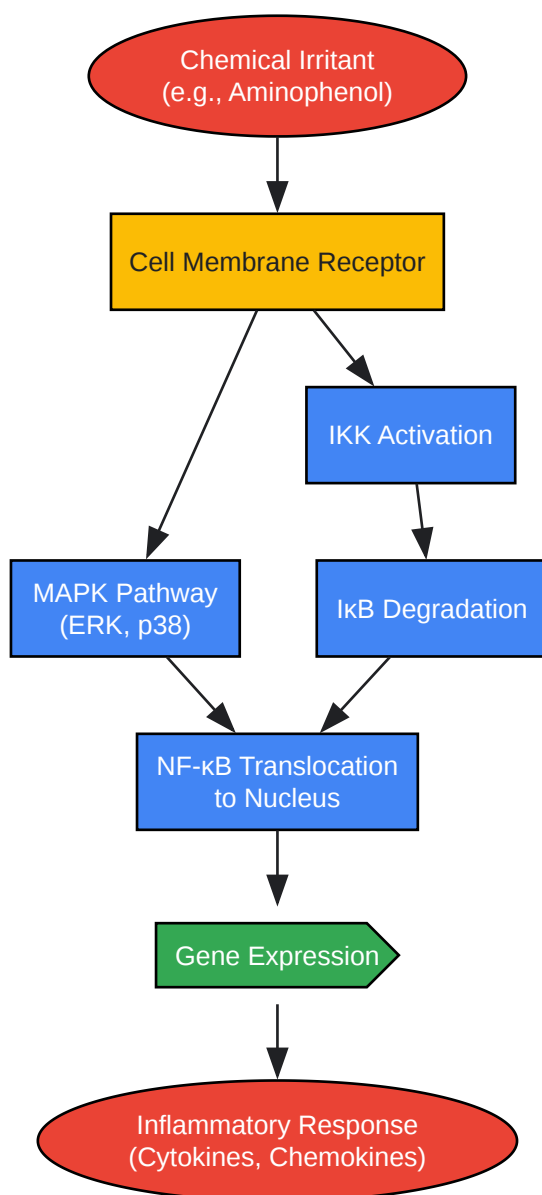 Chemical Irritant
(e.g., Aminophenol)
Cell Membrane Receptor
IKK Activation
MAPK Pathway
(ERK, p38)
IκB Degradation
NF-κB Translocation
to Nucleus
Gene Expression
Inflammatory Response
(Cytokines, Chemokines)